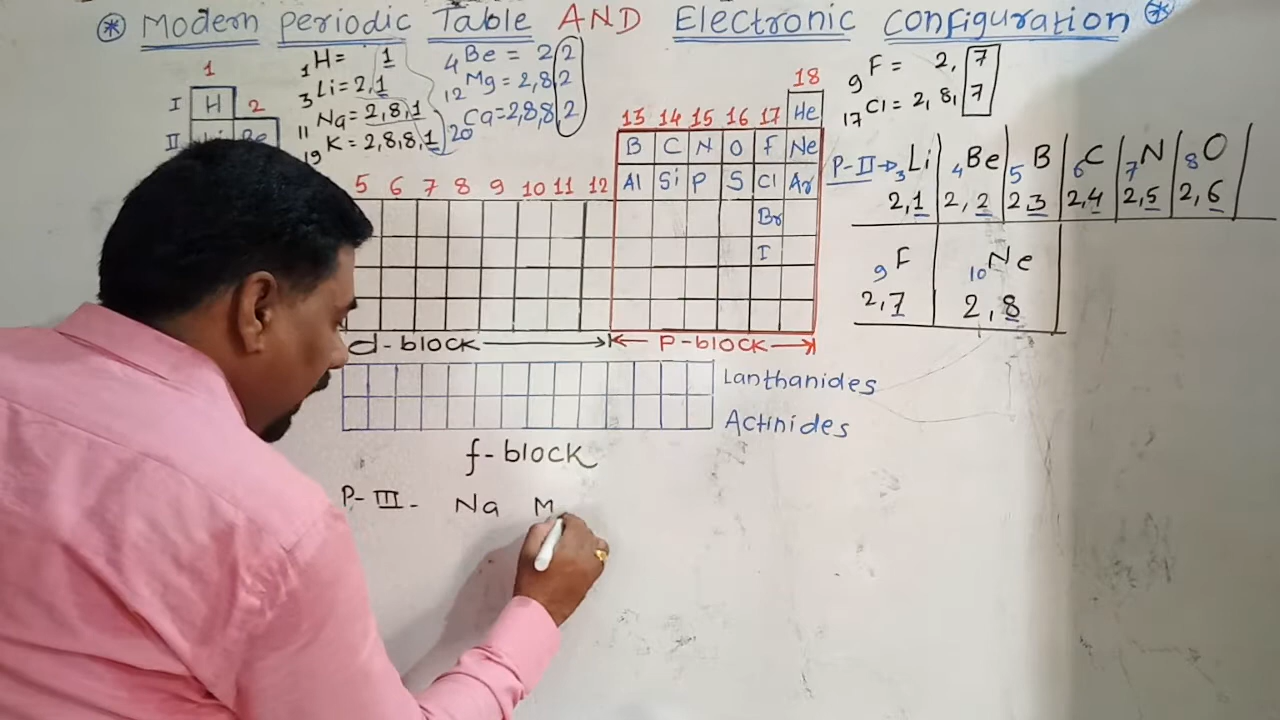 ⊛ Modern periodic Table AND Electronic Configuration ⊛
1
I H 2
II Li Be
1H = 1
3Li = 2,1
11Na = 2,8,1
19K = 2,8,8,1
4Be = 2 2
12Mg = 2,8 2
20Ca = 2,8,8 2
18
13 14 15 16 17 He
B C N O F Ne
Al Si P S Cl Ar
5 6 7 8 9 10 11 12
Br
I
d-block p-block
Lanthanides
Actinides
f-block
9F = 2, 7
17Cl = 2, 8, 7
P-II→ 3Li 4Be 5B 6C 7N 8O
2,1 2,2 2 3 2,4 2,5 2,6
9F 10Ne
2,7 2,8
P-III- Na M